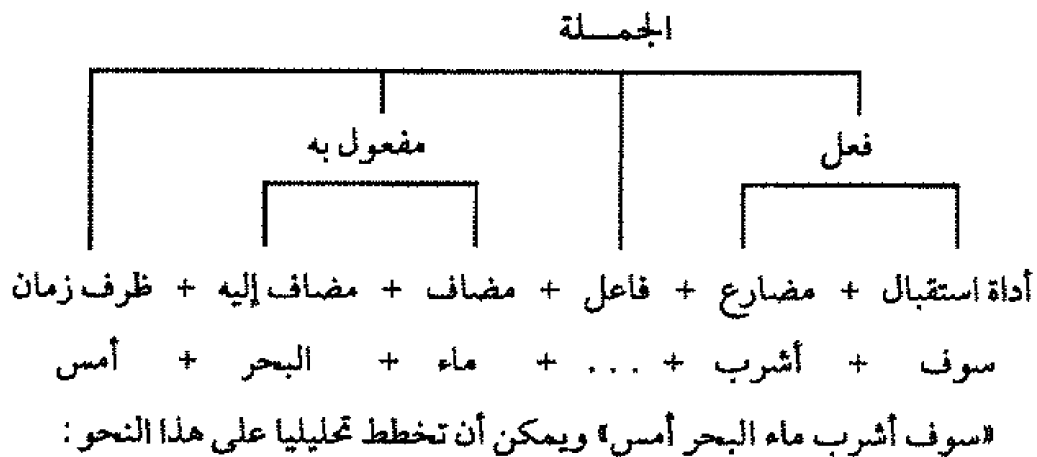 الجمـــلة
مفعول به فعل
أداة استقبال + مضارع + فاعل + مضاف + مضاف إليه + ظرف زمان
سوف + أشرب + . . . + ماء + البحر + أمس
«سوف أشرب ماء البحر أمس» ويمكن أن تخطط تحليليا على هذا النحو :